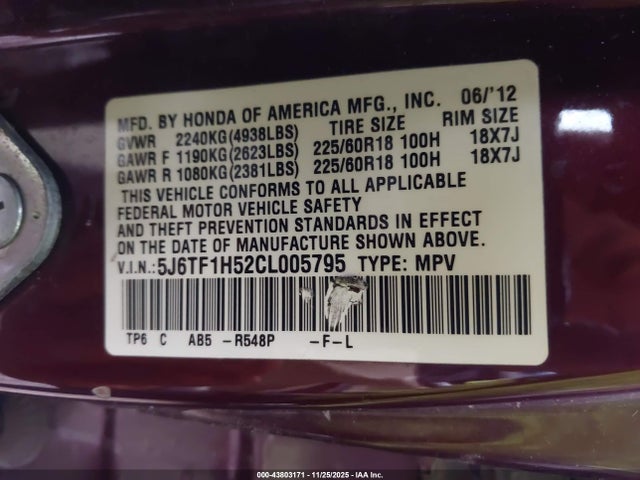 MFD. BY HONDA OF AMERICA MFG., INC. 06/'12
GVWR 2240KG(4938LBS) TIRE SIZE RIM SIZE
GAWR F 1190KG(2623LBS) 225/60R18 100H 18X7J
GAWR R 1080KG(2381LBS) 225/60R18 100H 18X7J
THIS VEHICLE CONFORMS TO ALL APPLICABLE
FEDERAL MOTOR VEHICLE SAFETY
AND THEFT PREVENTION STANDARDS IN EFFECT
ON THE DATE OF MANUFACTURE SHOWN ABOVE.
V.I.N.:5J6TF1H52CL005795 TYPE: MPV
TP6 C AB5 -R548P -F-L
00-43803171 - 11/25/2025 - IAA Inc.